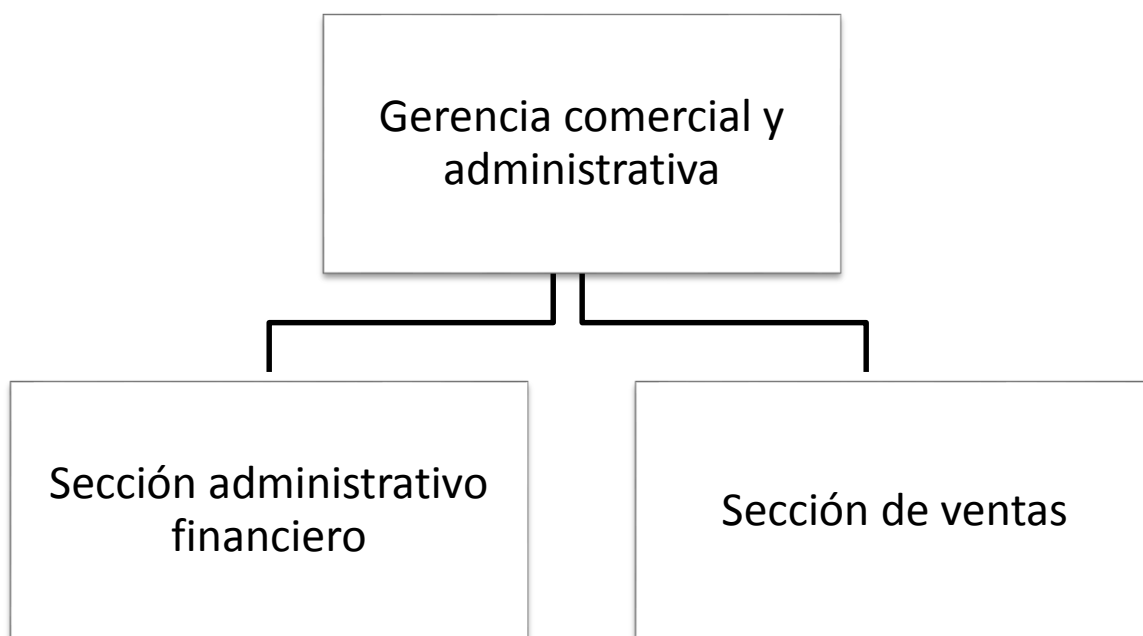 Gerencia comercial y
administrativa
Sección administrativo
financiero
Sección de ventas